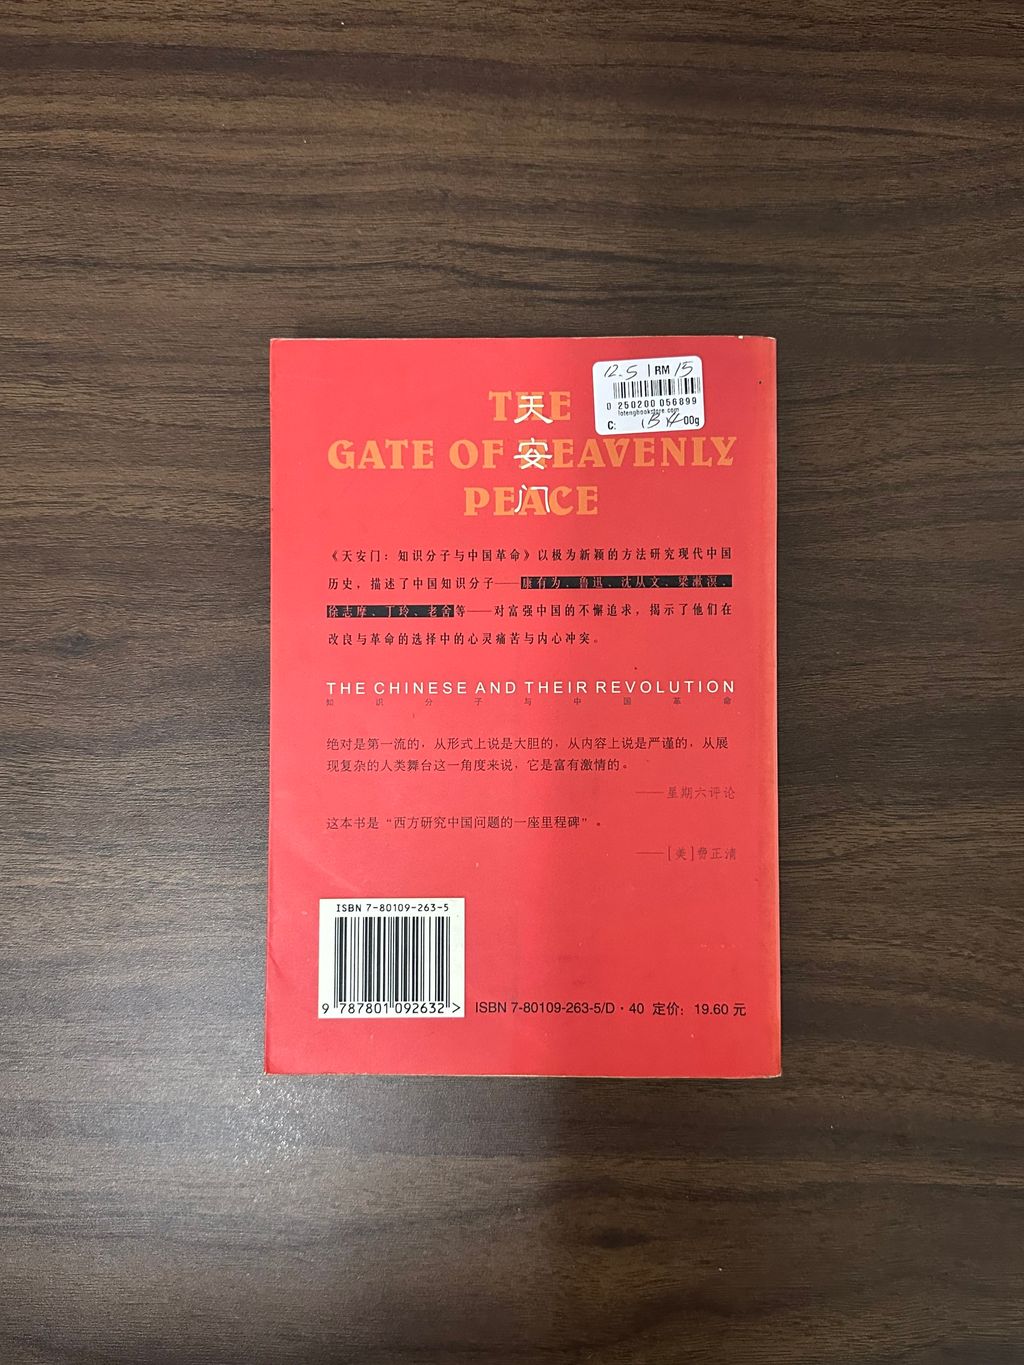 12.5 | RM 15
0 250200 056899
latengbookstore.com
C: 00g
THE
天
GATE OF HEAVENLY
安
PEACE
门
《天安门：知识分子与中国革命》以极为新颖的方法研究现代中国
历史，描述了中国知识分子——康有为、鲁迅、沈从文、梁漱溟、
徐志摩、丁玲、老舍等——对富强中国的不懈追求，揭示了他们在
改良与革命的选择中的心灵痛苦与内心冲突。
THE CHINESE AND THEIR REVOLUTION
知识分子与中国革命
绝对是第一流的，从形式上说是大胆的，从内容上说是严谨的，从展
现复杂的人类舞台这一角度来说，它是富有激情的。
——星期六评论
这本书是“西方研究中国问题的一座里程碑”。
——[美]费正清
ISBN 7-80109-263-5
9 787801 092632 >
ISBN 7-80109-263-5/D · 40 定价：19.60 元